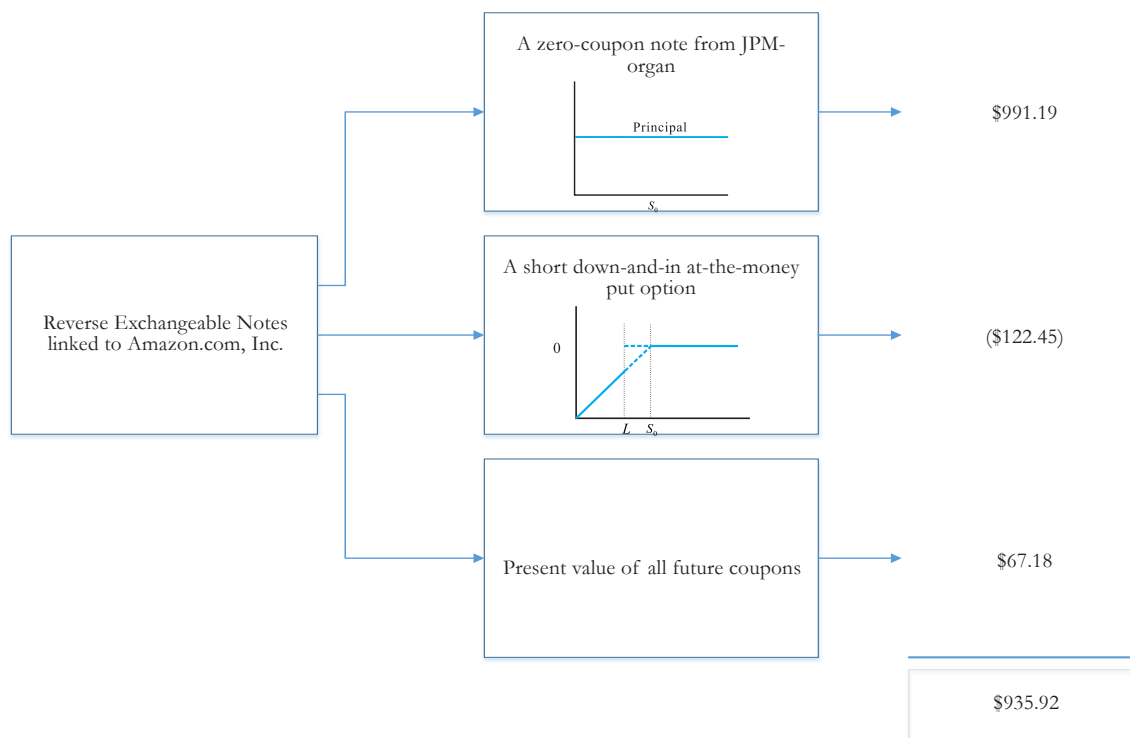 A zero-coupon note from JPM-
organ
Principal
S₀
$991.19
Reverse Exchangeable Notes
linked to Amazon.com, Inc.
A short down-and-in at-the-money
put option
0
L S₀
($122.45)
Present value of all future coupons
$67.18
$935.92